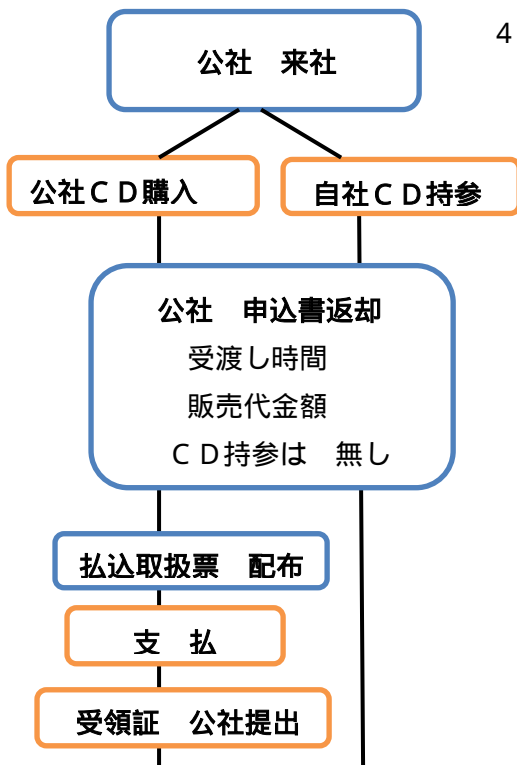 4
公社　来社
公社ＣＤ購入
自社ＣＤ持参
公社　申込書返却
受渡し時間
販売代金額
ＣＤ持参は　無し
払込取扱票　配布
支　払
受領証　公社提出